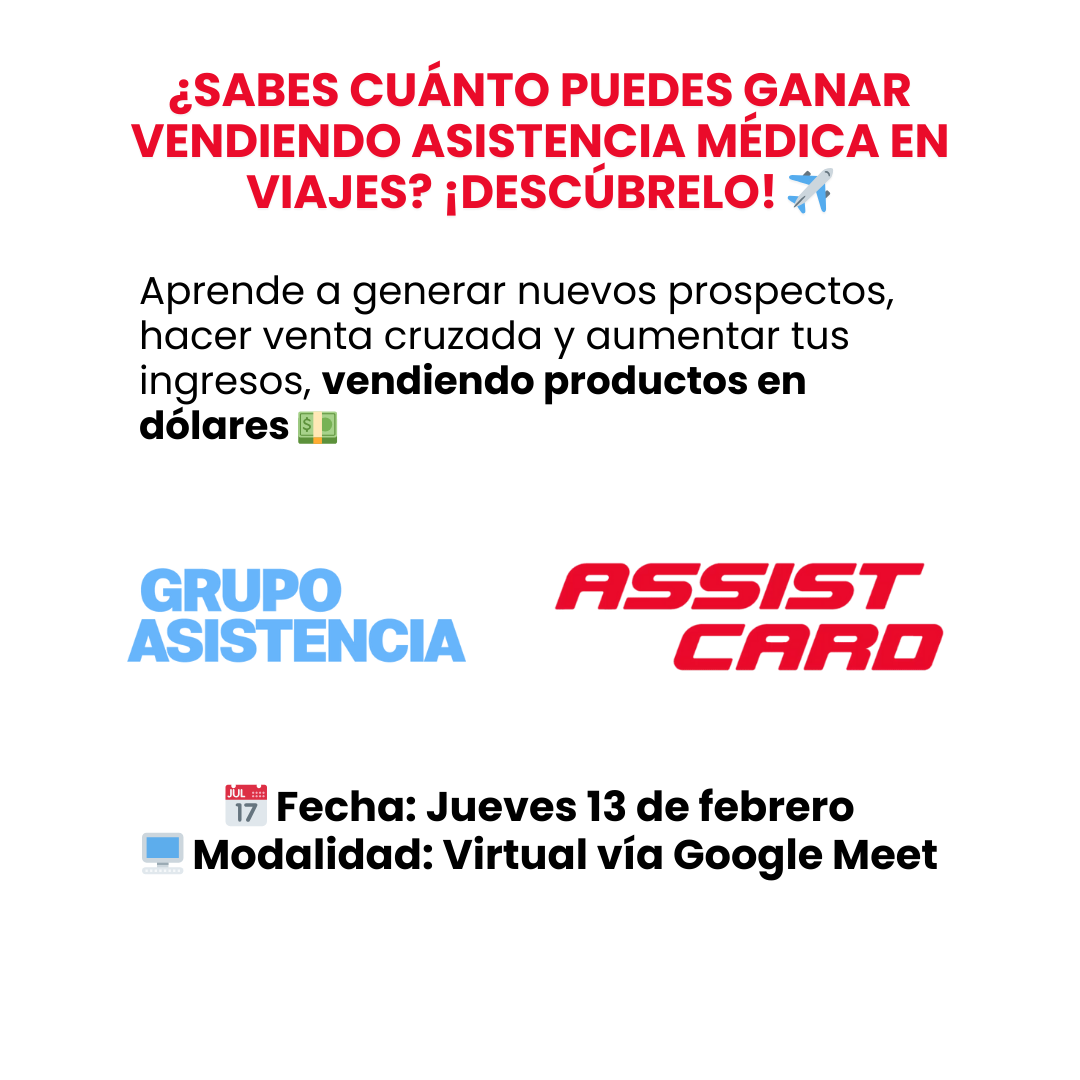 ¿SABES CUÁNTO PUEDES GANAR
VENDIENDO ASISTENCIA MÉDICA EN
VIAJES? ¡DESCÚBRELO! ✈️
Aprende a generar nuevos prospectos,
hacer venta cruzada y aumentar tus
ingresos, vendiendo productos en
dólares 💵
GRUPO
ASISTENCIA
ASSIST
CARD
📅 Fecha: Jueves 13 de febrero
🖥️ Modalidad: Virtual vía Google Meet